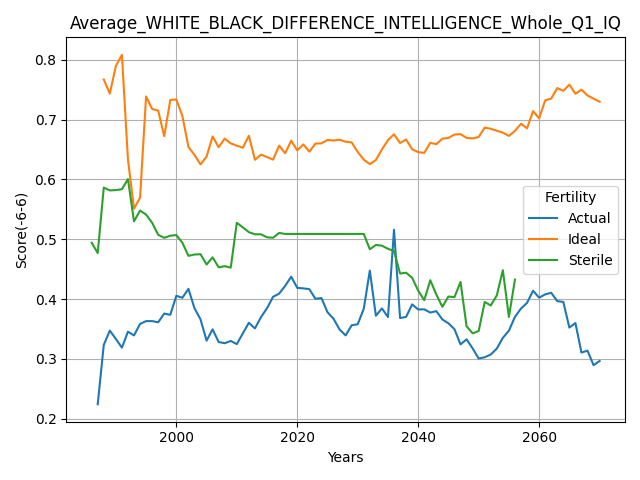 Average_WHITE_BLACK_DIFFERENCE_INTELLIGENCE_Whole_Q1_IQ
0.8
0.7
0.6
0.5
0.4
0.3
0.2
Score(-6-6)
Fertility
Actual
Ideal
Sterile
2000 2020 2040 2060
Years